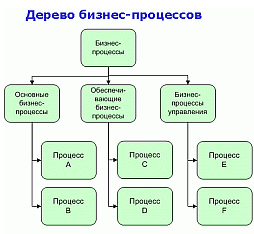 Дерево бизнес-процессов
Бизнес-
процессы
Основные
бизнес-
процессы
Обеспечи-
вающие
бизнес-
процессы
Бизнес-
процессы
управления
Процесс
A
Процесс
C
Процесс
E
Процесс
B
Процесс
D
Процесс
F